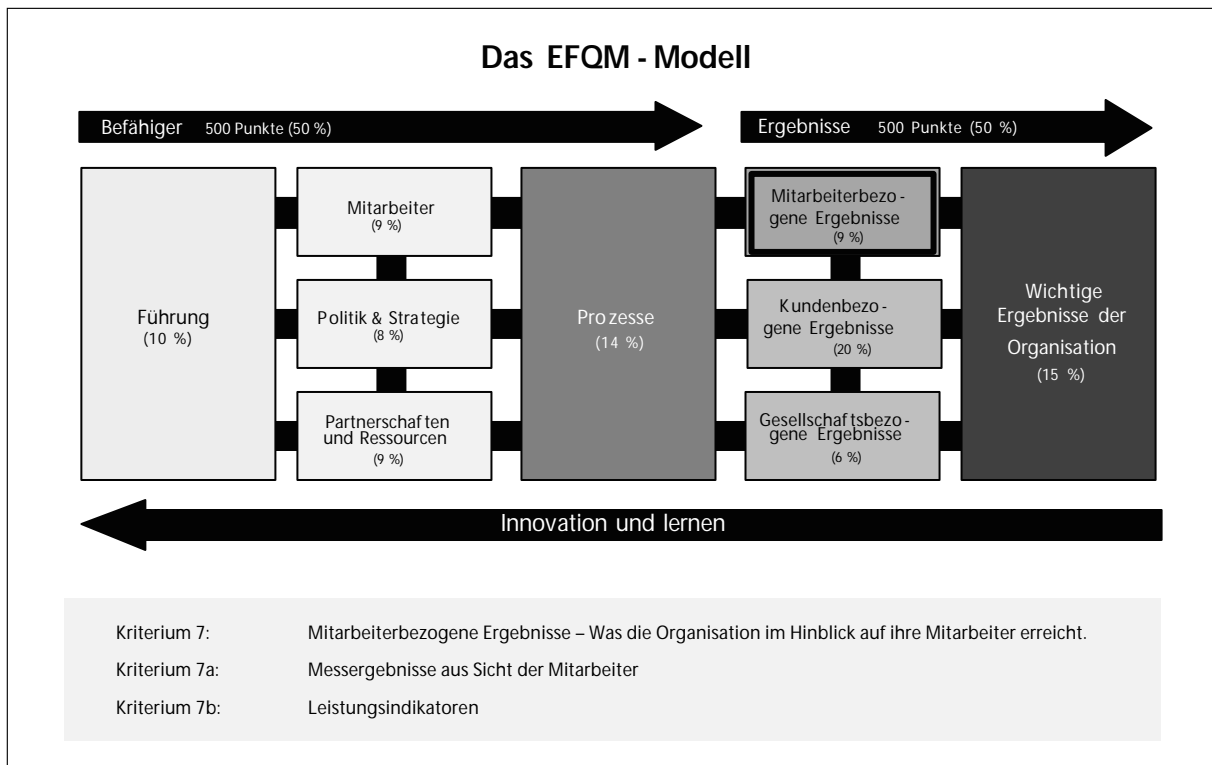 Das EFQM - Modell
Befähiger 500 Punkte (50 %)
Ergebnisse 500 Punkte (50 %)
Führung
(10 %)
Mitarbeiter
(9 %)
Politik & Strategie
(8 %)
Partnerschaften
und Ressourcen
(9 %)
Prozesse
(14 %)
Mitarbeiterbezo-
gene Ergebnisse
(9 %)
Kundenbezo-
gene Ergebnisse
(20 %)
Gesellschaftsbezo-
gene Ergebnisse
(6 %)
Wichtige
Ergebnisse der
Organisation
(15 %)
Innovation und lernen
Kriterium 7: Mitarbeiterbezogene Ergebnisse – Was die Organisation im Hinblick auf ihre Mitarbeiter erreicht.
Kriterium 7a: Messergebnisse aus Sicht der Mitarbeiter
Kriterium 7b: Leistungsindikatoren